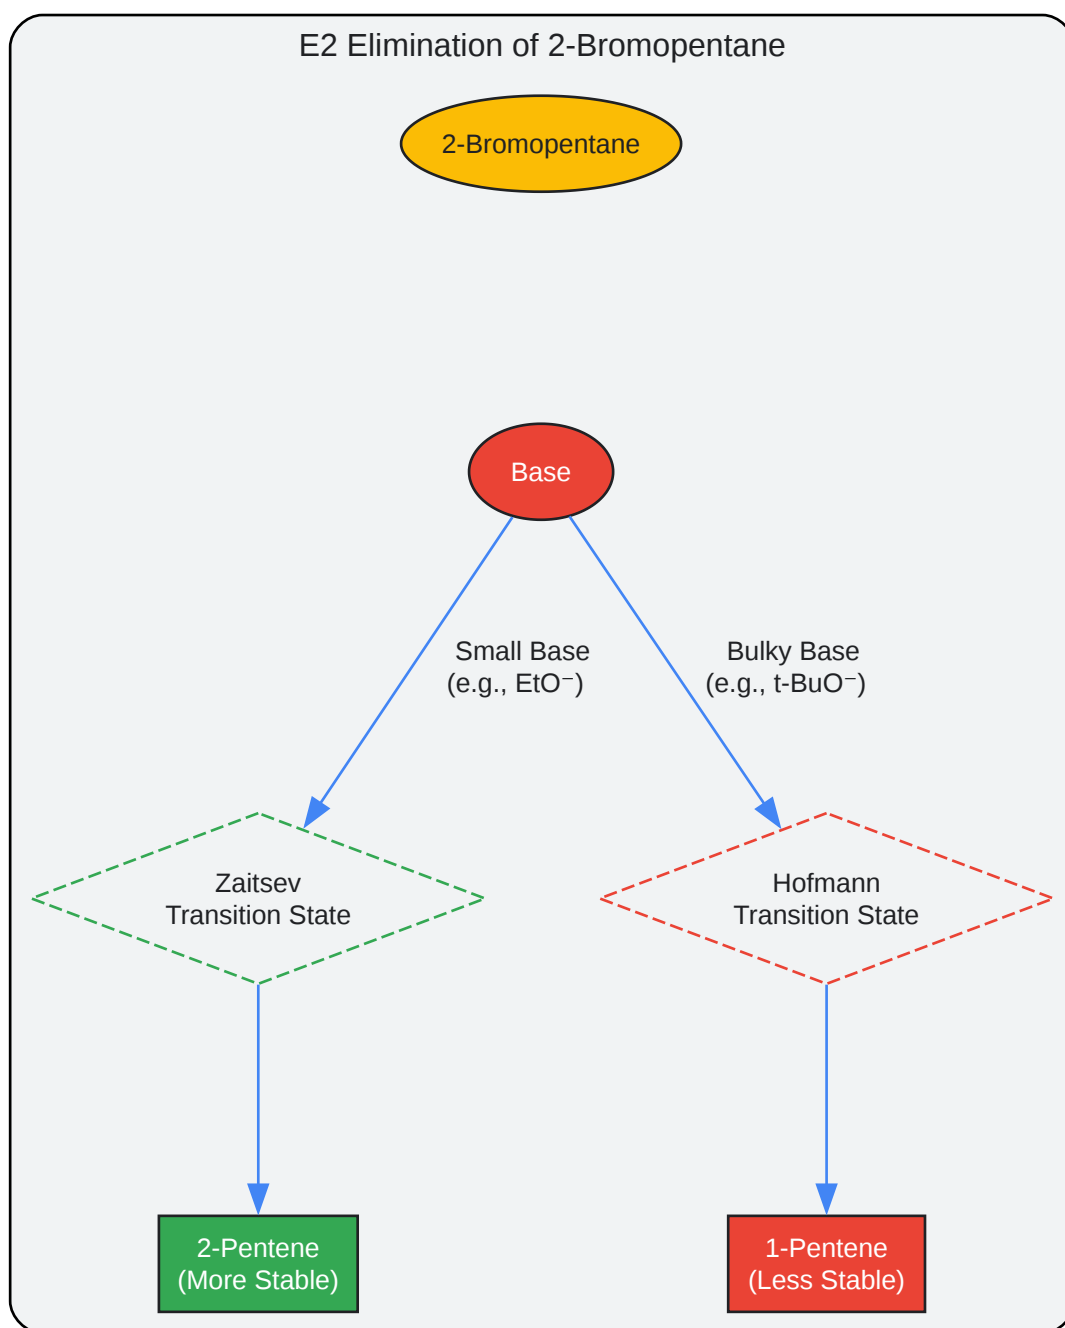 E2 Elimination of 2-Bromopentane
2-Bromopentane
Base
Small Base
(e.g., EtO⁻)
Bulky Base
(e.g., t-BuO⁻)
Zaitsev
Transition State
Hofmann
Transition State
2-Pentene
(More Stable)
1-Pentene
(Less Stable)